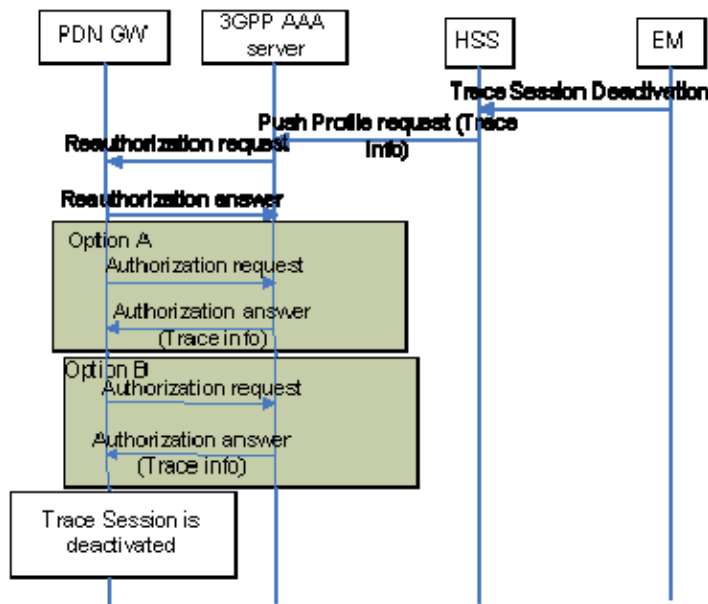 PDN GW
3GPP AAA
server
HSS
EM
Trace Session Deactivation
Push Profile request (Trace
Info)
Reauthorization request
Reauthorization answer
Option A
Authorization request
Authorization answer
(Trace info)
Option B
Authorization request
Authorization answer
(Trace info)
Trace Session is
deactivated